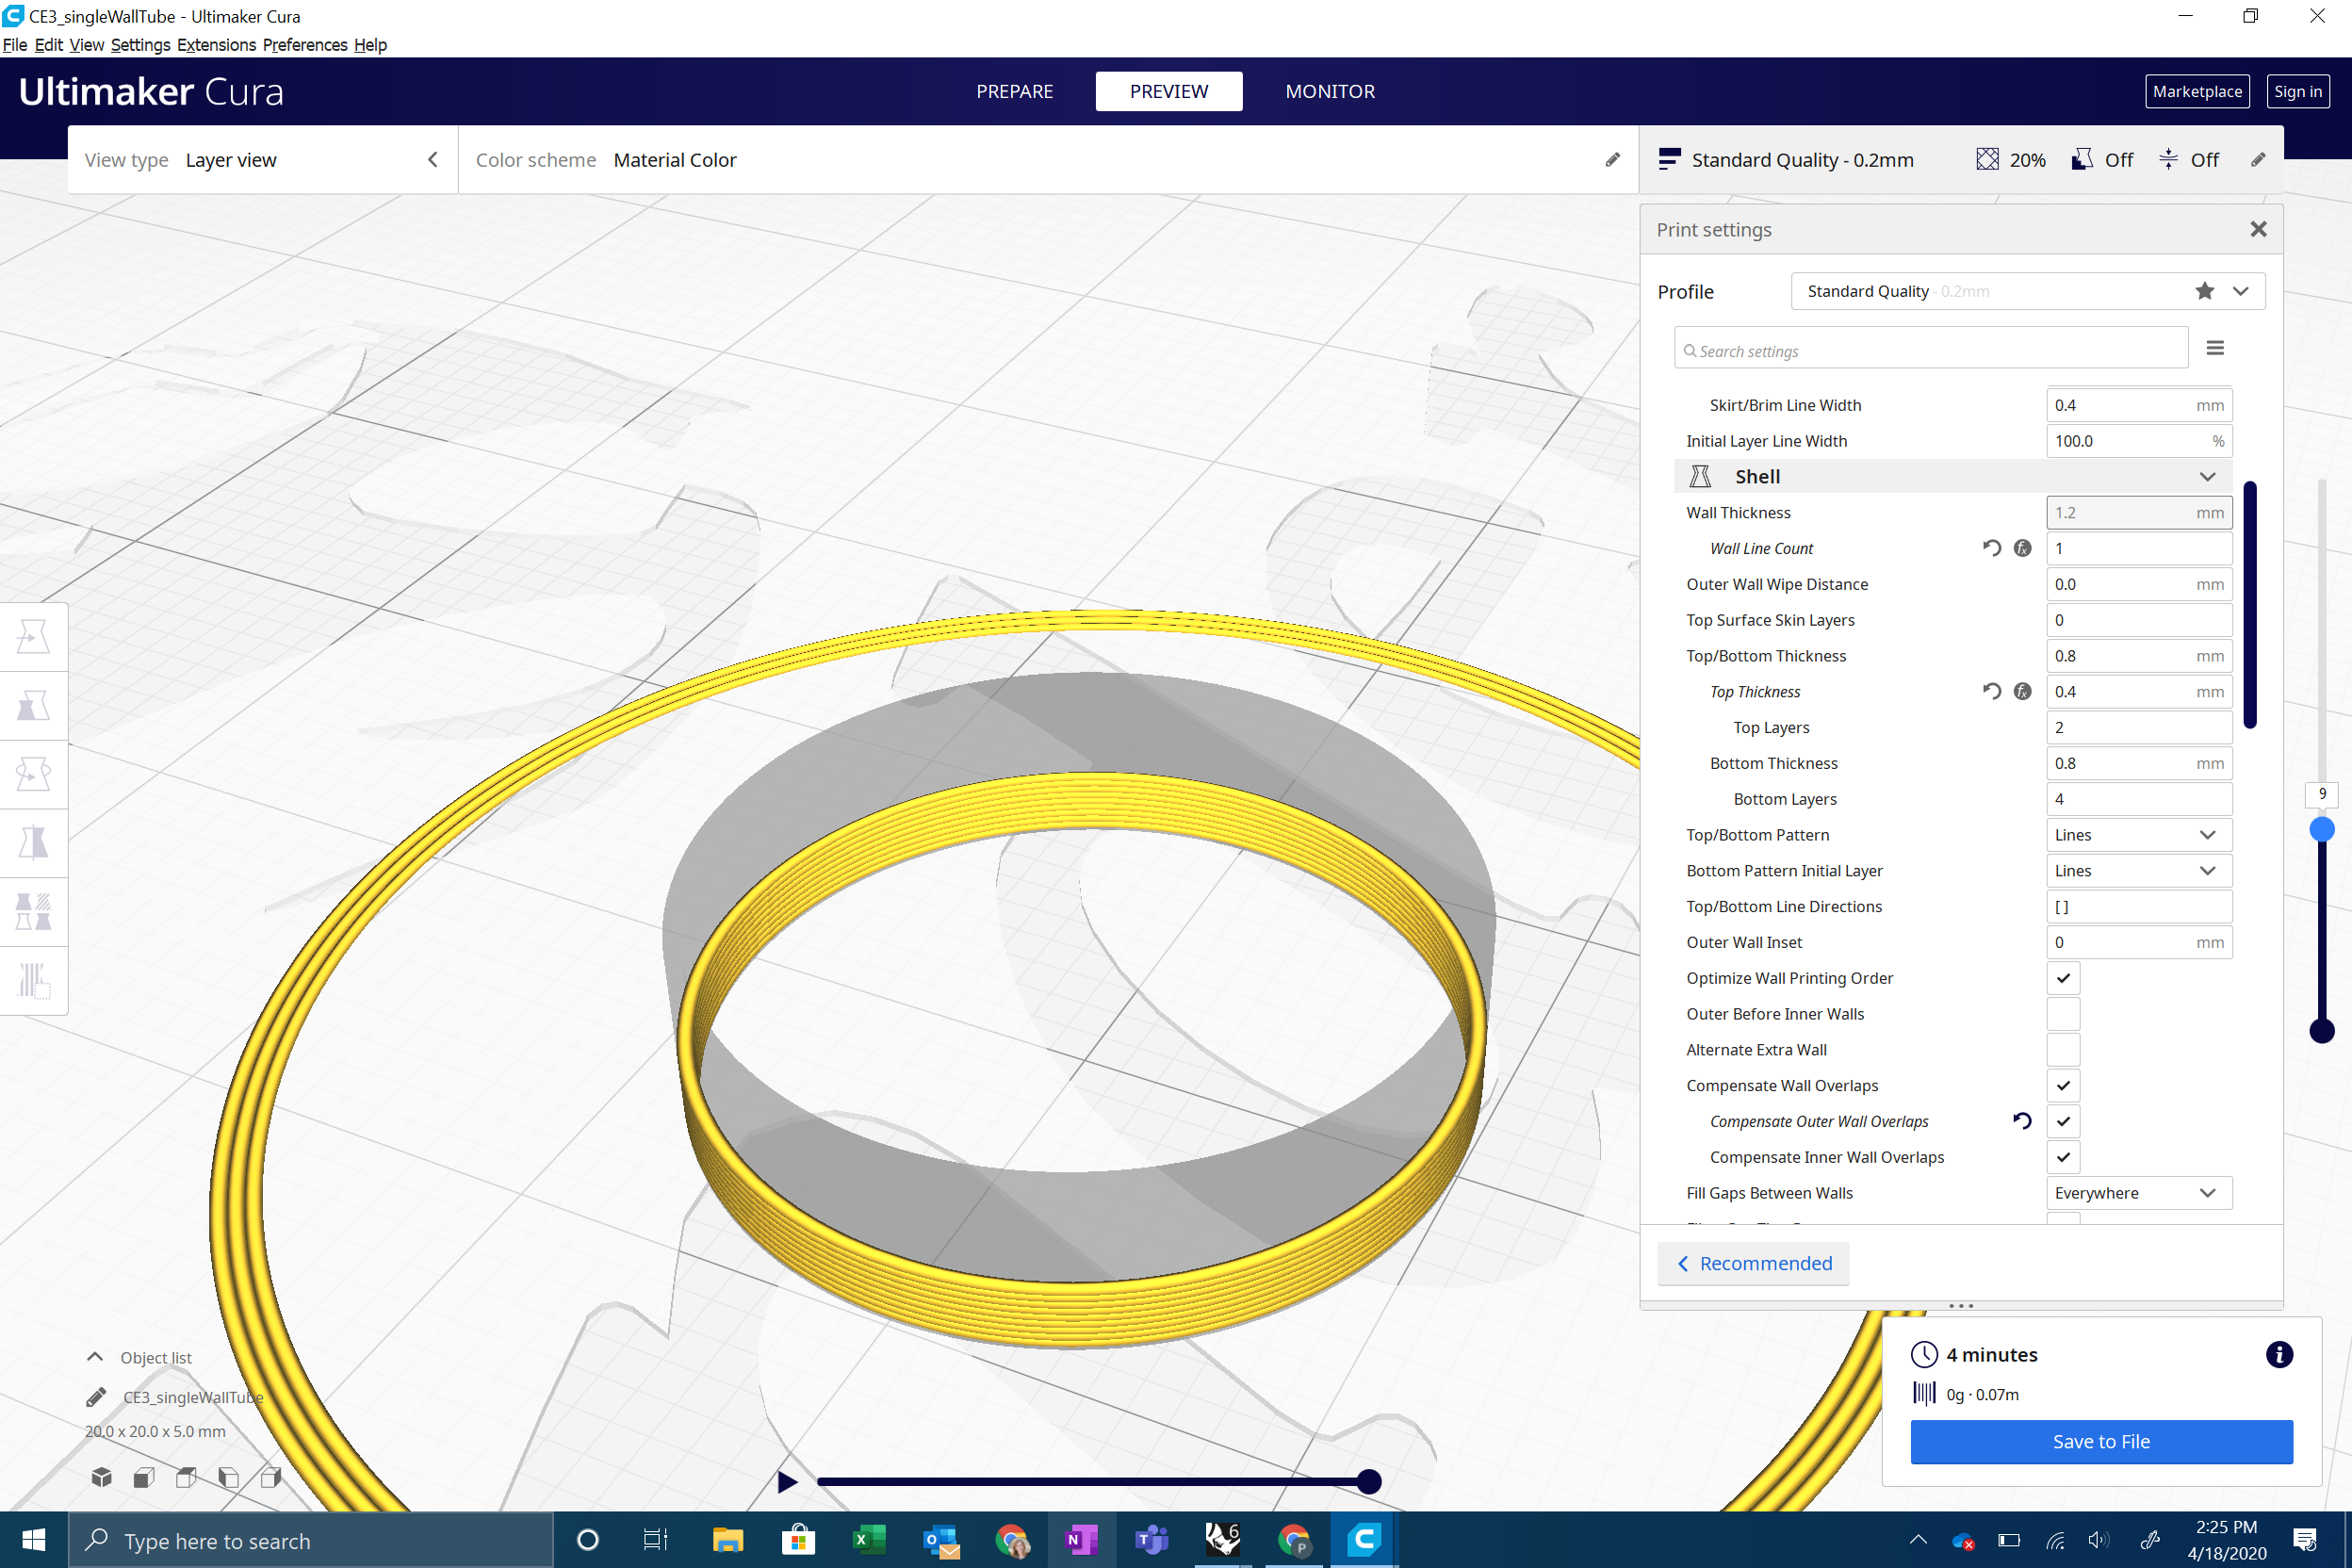 CE3_singleWallTube - Ultimaker Cura
File Edit View Settings Extensions Preferences Help
Ultimaker Cura
PREPARE PREVIEW MONITOR
Marketplace Sign in
View type Layer view
Color scheme Material Color
Standard Quality - 0.2mm 20% Off Off
Print settings
Profile Standard Quality - 0.2mm
Search settings
Skirt/Brim Line Width 0.4 mm
Initial Layer Line Width 100.0 %
Shell
Wall Thickness 1.2 mm
Wall Line Count 1
Outer Wall Wipe Distance 0.0 mm
Top Surface Skin Layers 0
Top/Bottom Thickness 0.8 mm
Top Thickness 0.4 mm
Top Layers 2
Bottom Thickness 0.8 mm
Bottom Layers 4
Top/Bottom Pattern Lines
Bottom Pattern Initial Layer Lines
Top/Bottom Line Directions [ ]
Outer Wall Inset 0 mm
Optimize Wall Printing Order
Outer Before Inner Walls
Alternate Extra Wall
Compensate Wall Overlaps
Compensate Outer Wall Overlaps
Compensate Inner Wall Overlaps
Fill Gaps Between Walls Everywhere
Recommended
9
4 minutes
0g · 0.07m
Save to File
Object list
CE3_singleWallTube
20.0 x 20.0 x 5.0 mm
Type here to search
2:25 PM
4/18/2020